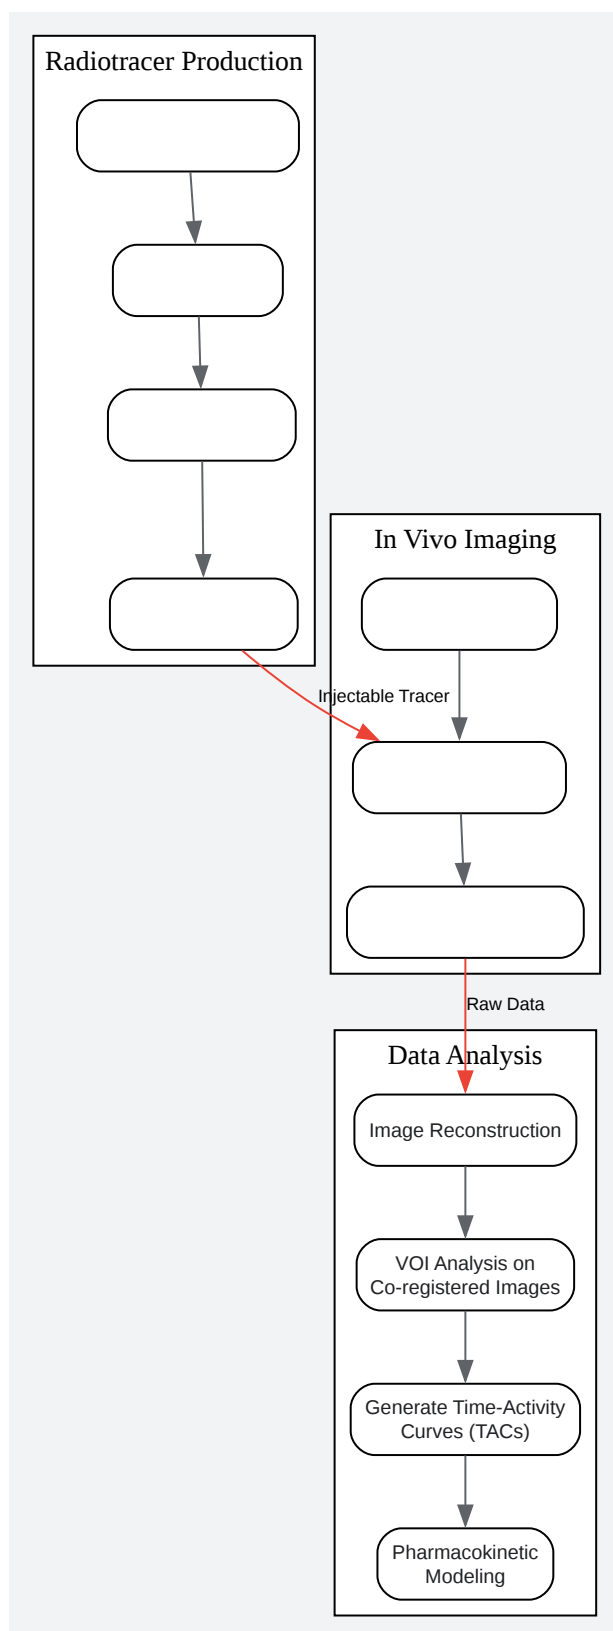 Radiotracer Production
In Vivo Imaging
Injectable Tracer
Raw Data
Data Analysis
Image Reconstruction
VOI Analysis on
Co-registered Images
Generate Time-Activity
Curves (TACs)
Pharmacokinetic
Modeling